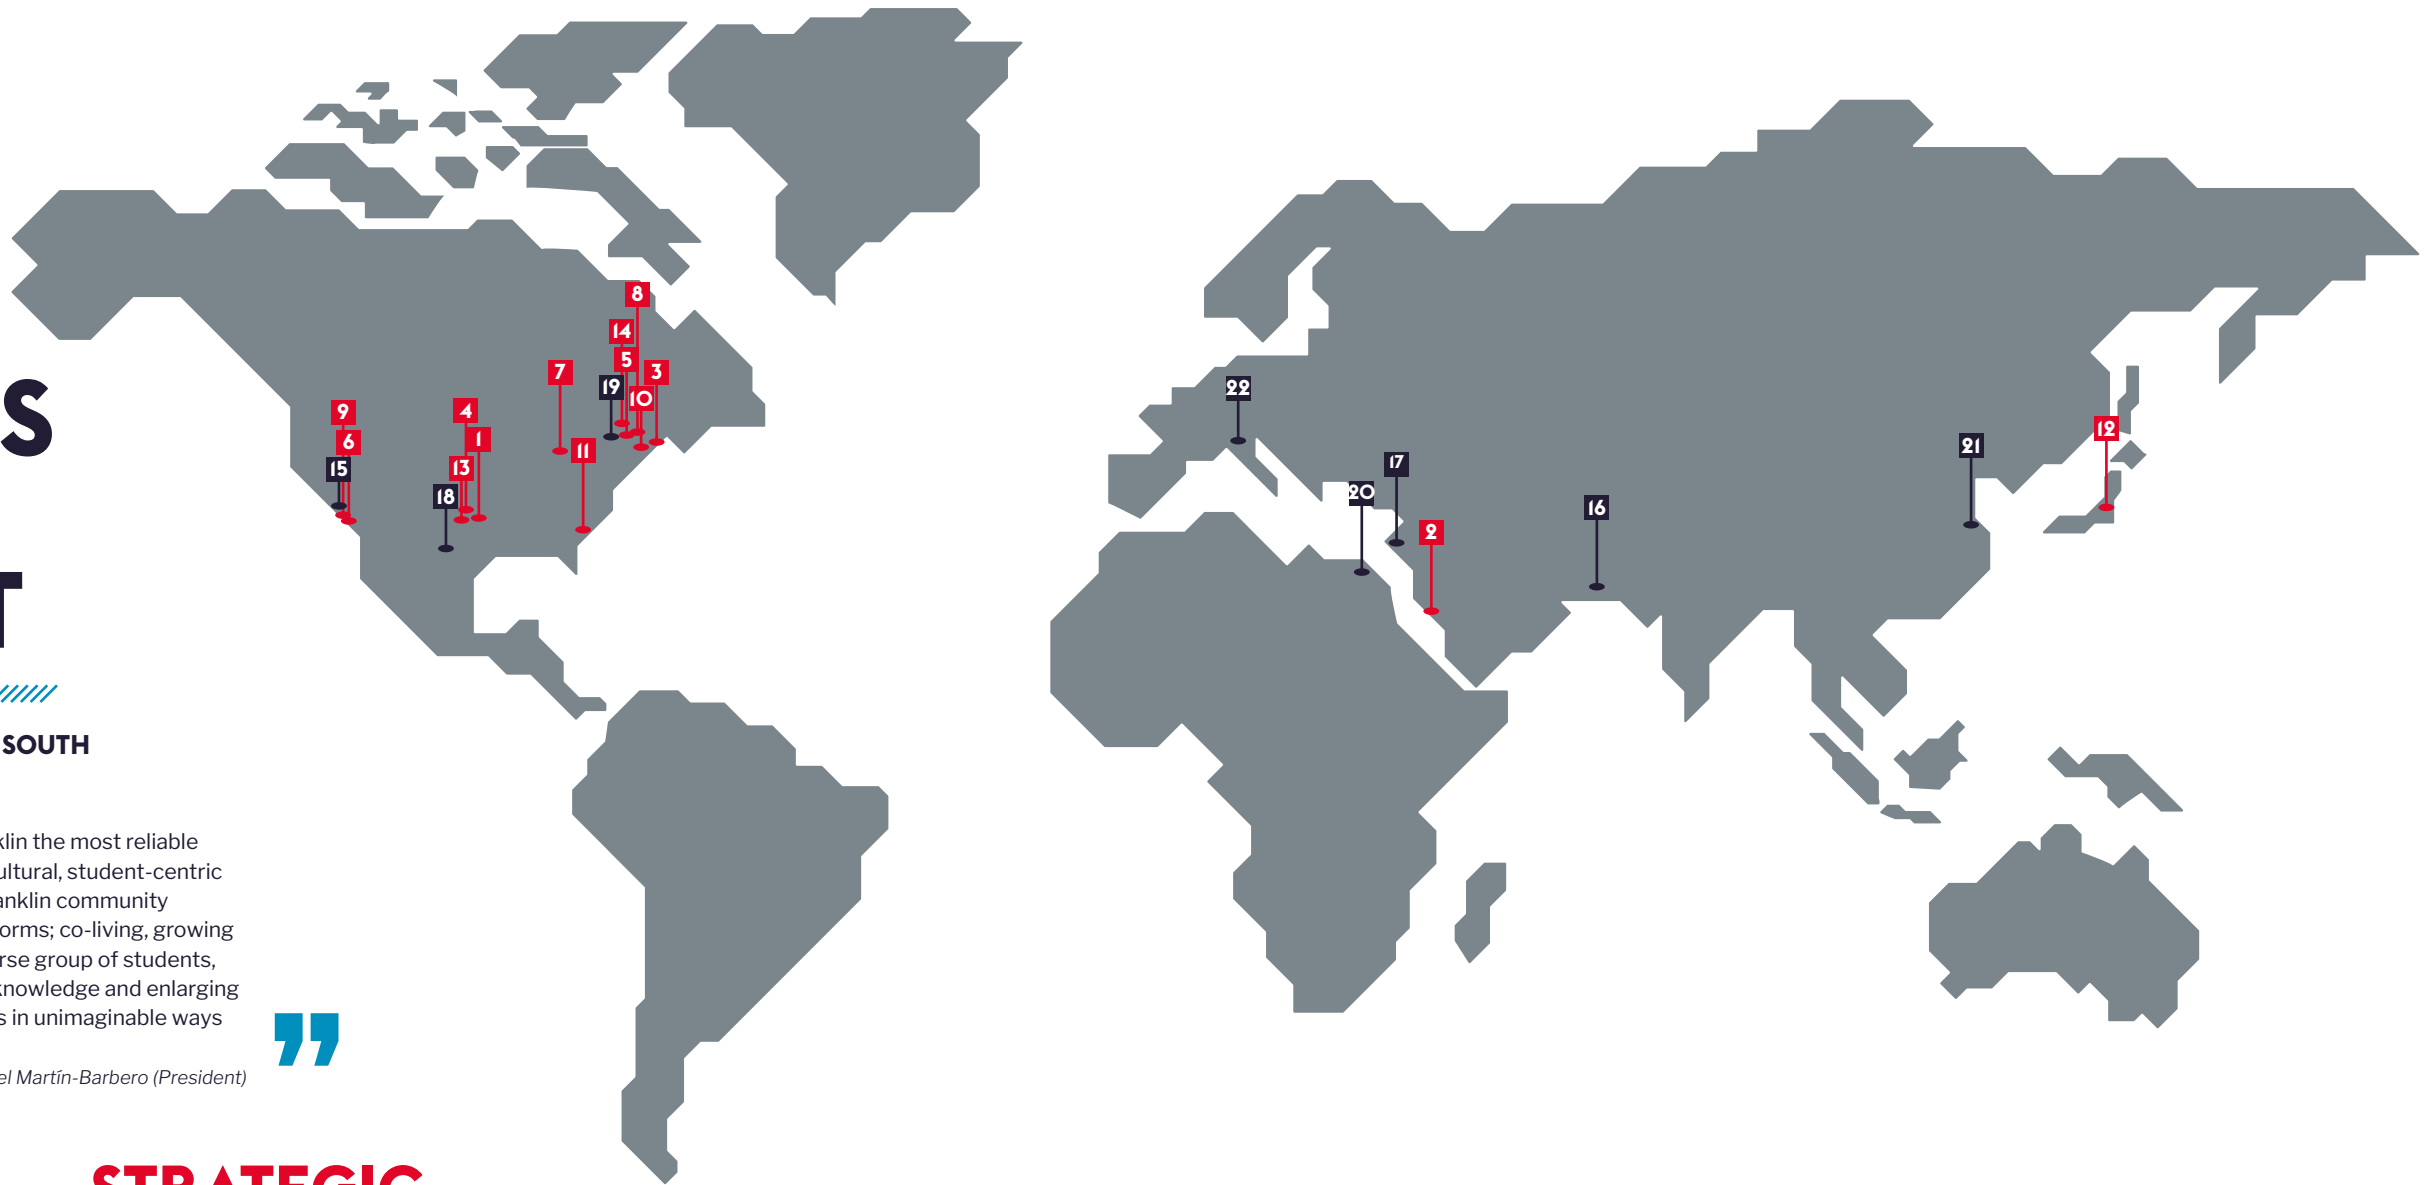 8
14
5
7
3
19
22
10
9
4
12
1
6
21
11
17
13
15
20
18
16
2
S
T
SOUTH
klin the most reliable
ultural, student-centric
anklin community
orms; co-living, growing
rse group of students,
knowledge and enlarging
s in unimaginable ways
”
el Martín-Barbero (President)
STRATEGIC